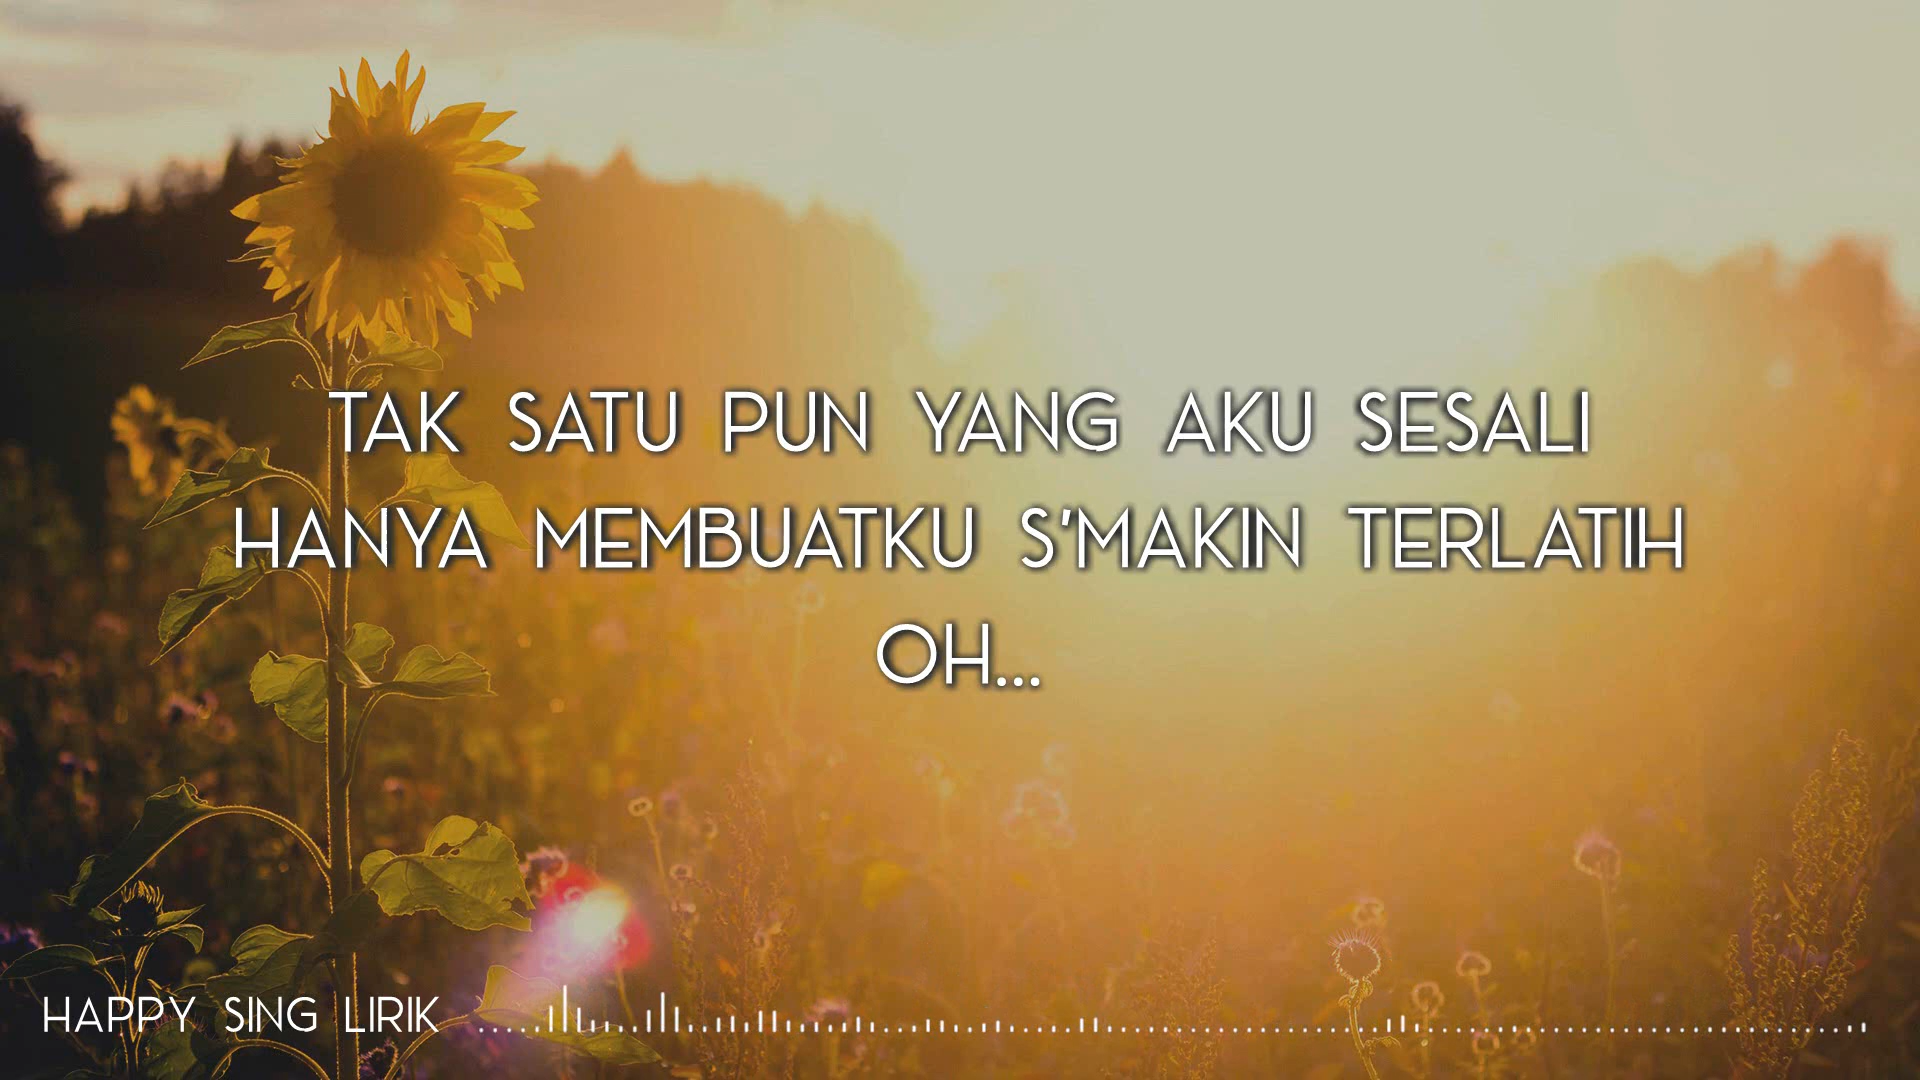 TAK SATU PUN YANG AKU SESALI
HANYA MEMBUATKU S'MAKIN TERLATIH
OH...
HAPPY SING LIRIK